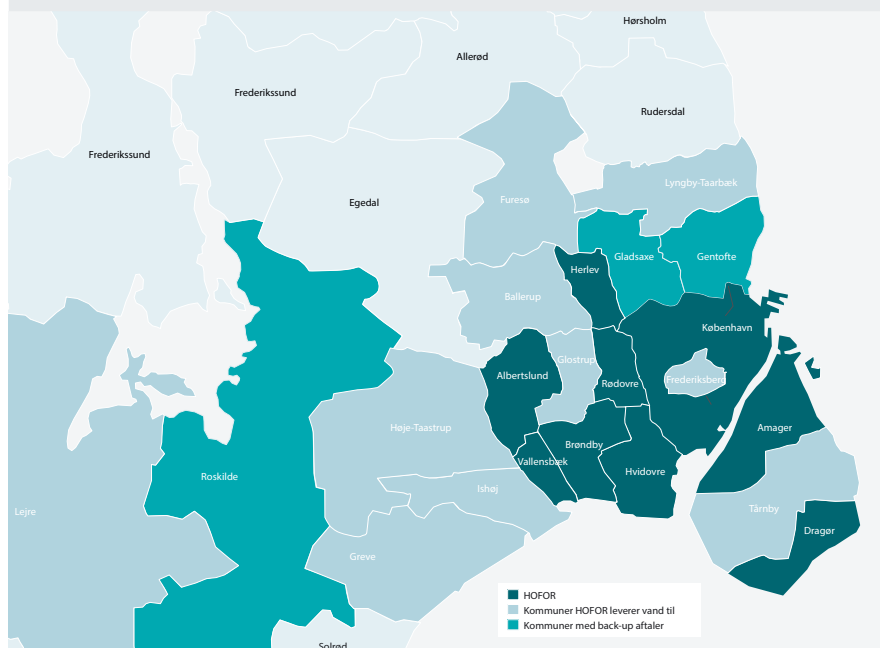 Hørsholm
Allerød
Frederikssund
Rudersdal
Frederikssund
Lyngby-Taarbæk
Egedal
Furesø
Gladsaxe
Gentofte
Herlev
Ballerup
København
Glostrup
Albertslund
Frederiksberg
Rødovre
Høje-Taastrup
Amager
Brøndby
Vallensbæk
Hvidovre
Roskilde
Ishøj
Lejre
Tårnby
Dragør
Greve
HOFOR
Kommuner HOFOR leverer vand til
Kommuner med back-up aftaler
Solrød